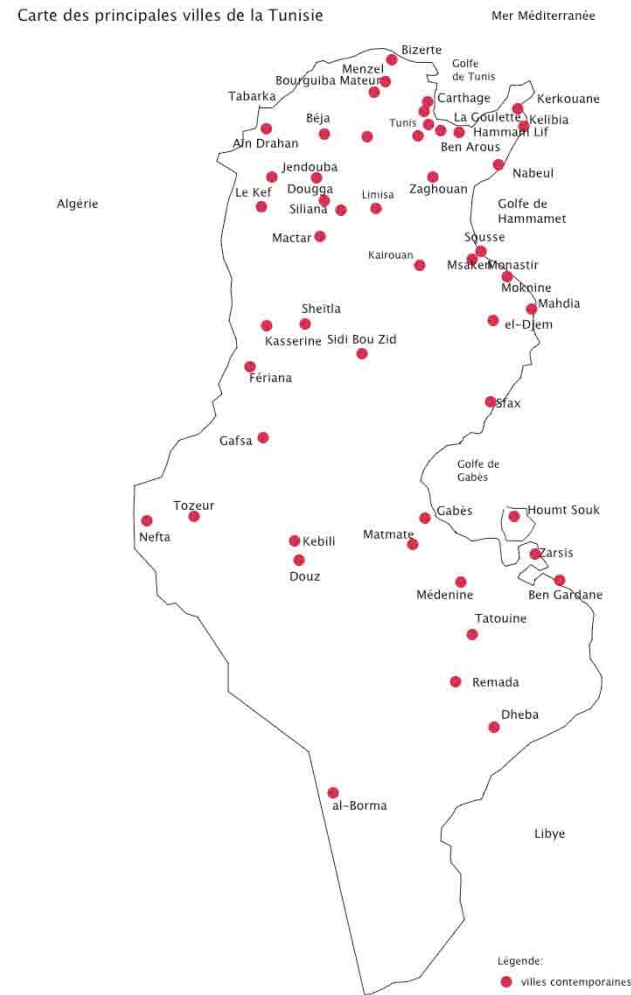 Carte des principales villes de la Tunisie
Mer Méditerranée
Bizerte
Menzel
Bourguiba Mateur
Golfe
de Tunis
Tabarka
Carthage
Kerkouane
Béja
Tunis
La Goulette
Kelibia
Aïn Drahan
Hammam Lif
Ben Arous
Jendouba
Nabeul
Le Kef
Dougga
Limisa
Zaghouan
Algérie
Siliana
Golfe de
Hammamet
Mactar
Sousse
Kairouan
Msaken
Monastir
Moknine
Mahdia
Sheïtla
el-Djem
Kasserine
Sidi Bou Zid
Fériana
Sfax
Gafsa
Golfe de
Gabès
Tozeur
Gabès
Houmt Souk
Nefta
Kebili
Matmate
Zarsis
Douz
Médenine
Ben Gardane
Tatouine
Remada
Dheba
al-Borma
Libye
Légende:
villes contemporaines